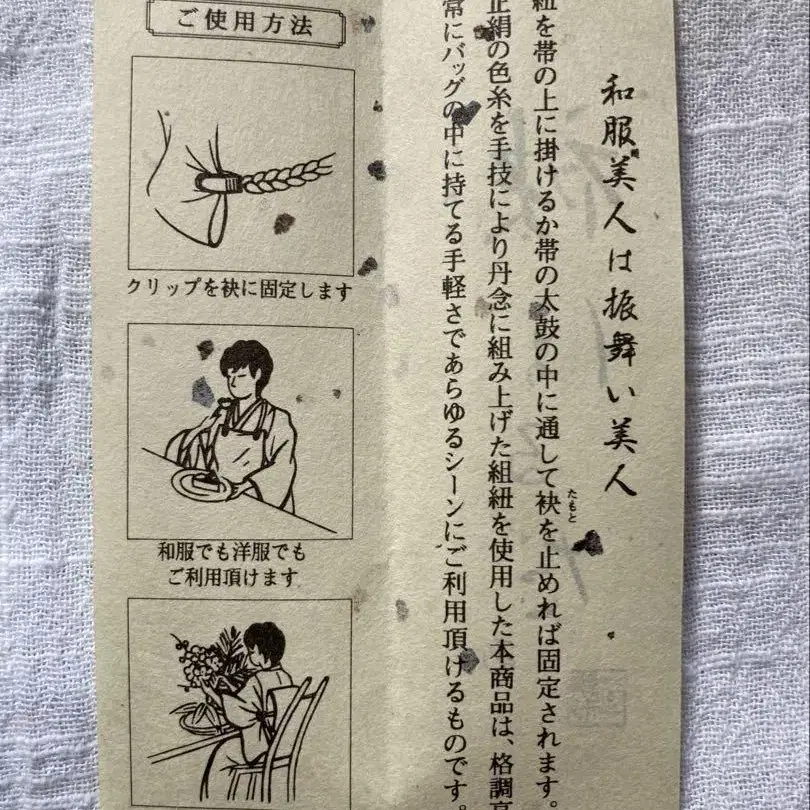 和服美人は振舞い美人
紐を帯の上に掛けるか帯の太鼓の中に通して袂を止めれば固定されます。
たもと
正絹の色糸を手技により丹念に組み上げた組紐を使用した本商品は、格調高
常にバッグの中に持てる手軽さであらゆるシーンにご利用頂けるものです。
ご使用方法
クリップを袂に固定します
和服でも洋服でも
ご利用頂けます